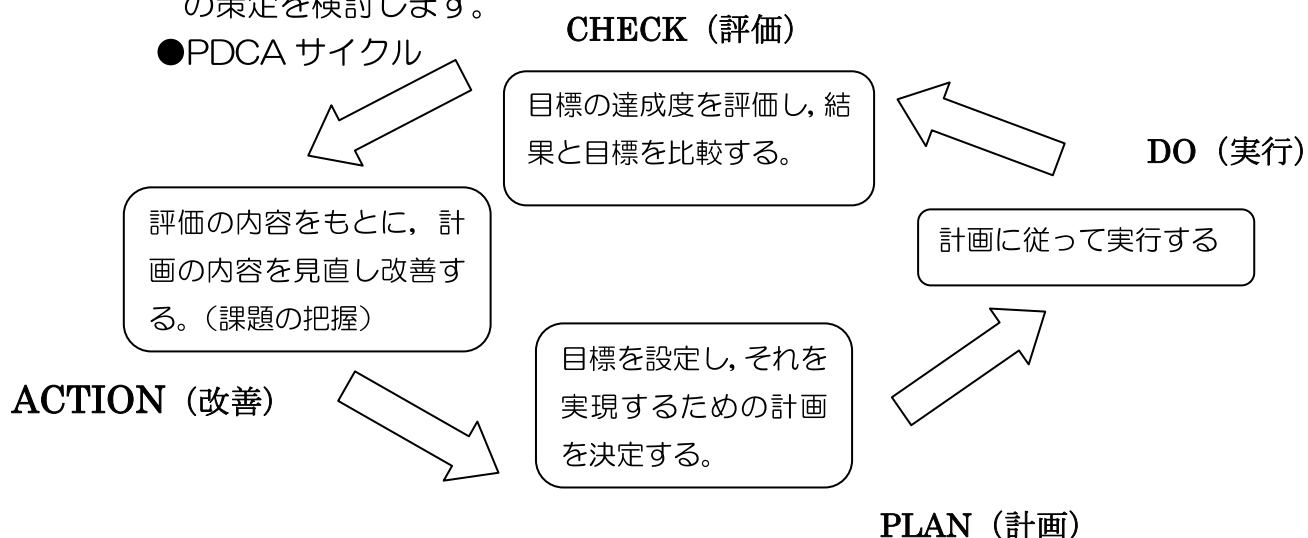 の策定を検討します。
●PDCA サイクル
CHECK（評価）
目標の達成度を評価し，結
果と目標を比較する。
DO（実行）
計画に従って実行する
評価の内容をもとに，計
画の内容を見直し改善す
る。（課題の把握）
ACTION（改善）
目標を設定し，それを
実現するための計画
を決定する。
PLAN（計画）